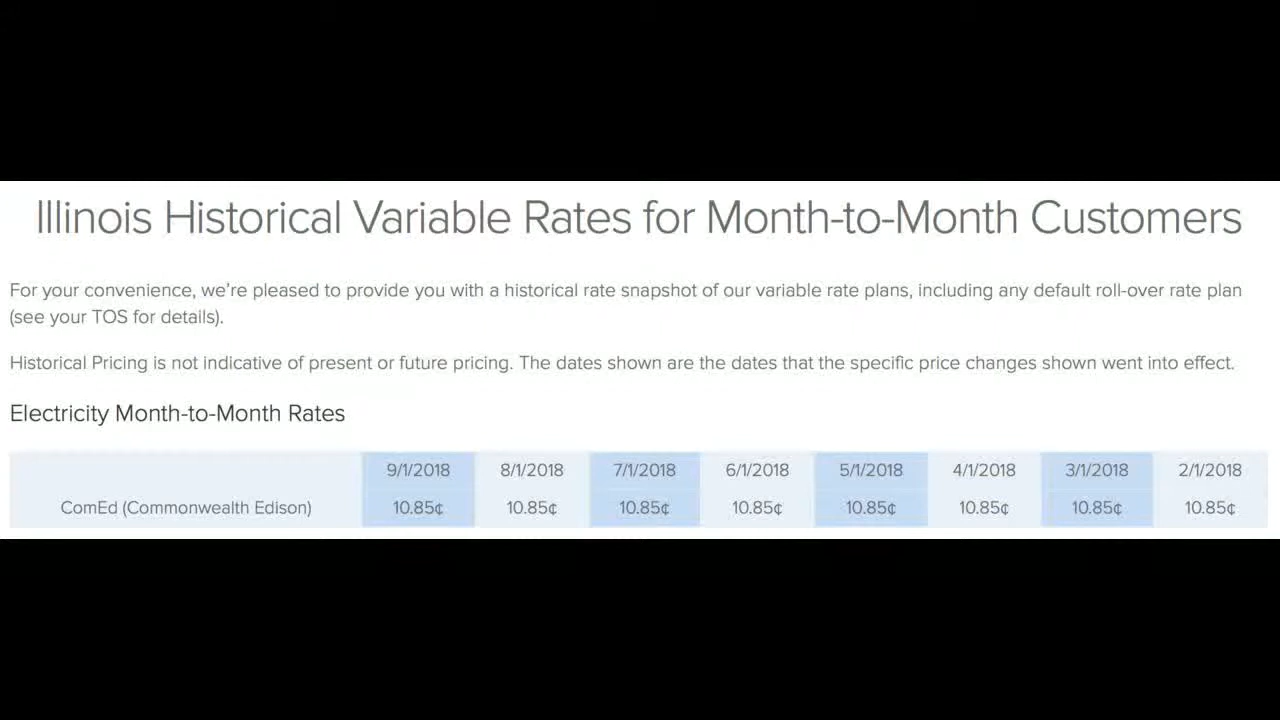 Illinois Historical Variable Rates for Month-to-Month Customers
For your convenience, we’re pleased to provide you with a historical rate snapshot of our variable rate plans, including any default roll-over rate plan
(see your TOS for details).
Historical Pricing is not indicative of present or future pricing. The dates shown are the dates that the specific price changes shown went into effect.
Electricity Month-to-Month Rates
9/1/2018 8/1/2018 7/1/2018 6/1/2018 5/1/2018 4/1/2018 3/1/2018 2/1/2018
ComEd (Commonwealth Edison) 10.85¢ 10.85¢ 10.85¢ 10.85¢ 10.85¢ 10.85¢ 10.85¢ 10.85¢